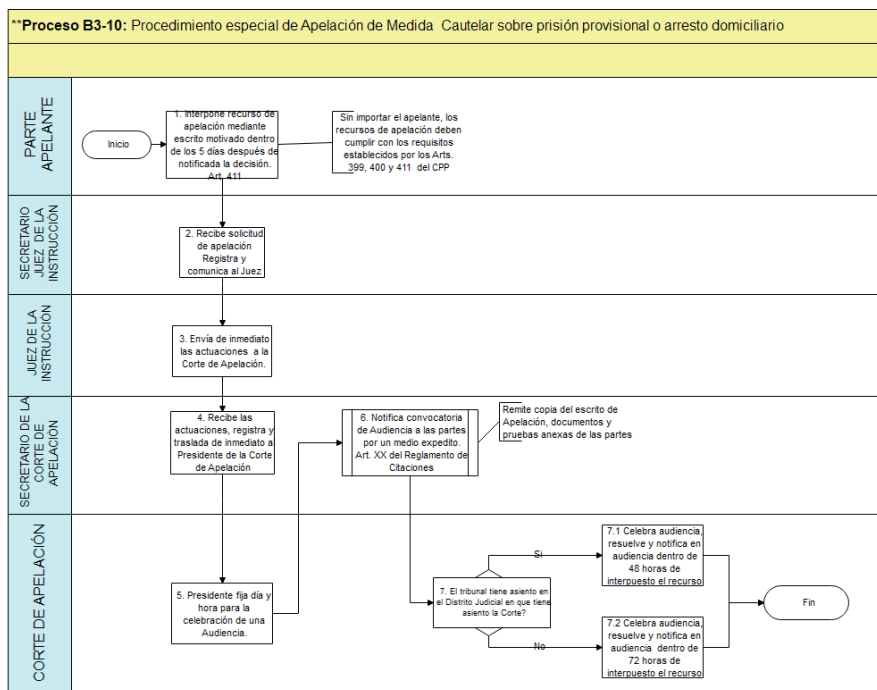 **Proceso B3-10: Procedimiento especial de Apelación de Medida Cautelar sobre prisión provisional o arresto domiciliario
PARTE
APELANTE
Inicio
1. Interpone recurso de
apelación mediante
escrito motivado dentro
de los 5 días después de
notificada la decisión.
Art. 411
Sin importar el apelante, los
recursos de apelación deben
cumplir con los requisitos
establecidos por los Arts.
399, 400 y 411 del CPP
SECRETARIO
JUEZ DE LA
INSTRUCCIÓN
2. Recibe solicitud
de apelación
Registra y
comunica al Juez
JUEZ DE LA
INSTRUCCIÓN
3. Envía de inmediato
las actuaciones a la
Corte de Apelación.
SECRETARIO DE LA
CORTE DE
APELACIÓN
4. Recibe las
actuaciones, registra y
traslada de inmediato al
Presidente de la Corte
de Apelación
6. Notifica convocatoria
de Audiencia a las partes
por un medio expedito.
Art. XX del Reglamento de
Citaciones
Remite copia del escrito de
Apelación, documentos y
pruebas anexas de las partes
CORTE DE APELACIÓN
5. Presidente fija día y
hora para la
celebración de una
Audiencia.
7. El tribunal tiene asiento en
el Distrito Judicial en que tiene
asiento la Corte?
Si
7.1 Celebra audiencia,
resuelve y notifica en
audiencia dentro de
48 horas de
interpuesto el recurso
No
7.2 Celebra audiencia,
resuelve y notifica en
audiencia dentro de
72 horas de
interpuesto el recurso
Fin